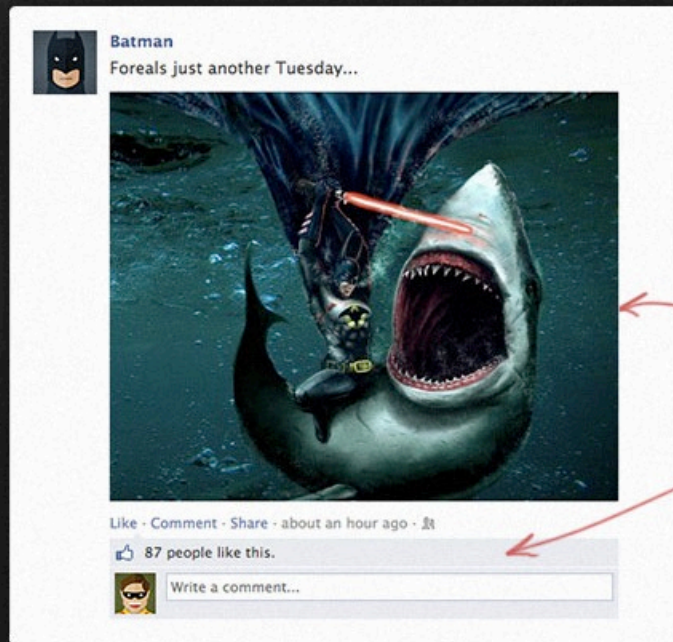 Batman
Foreals just another Tuesday...
Like · Comment · Share · about an hour ago ·
87 people like this.
Write a comment...